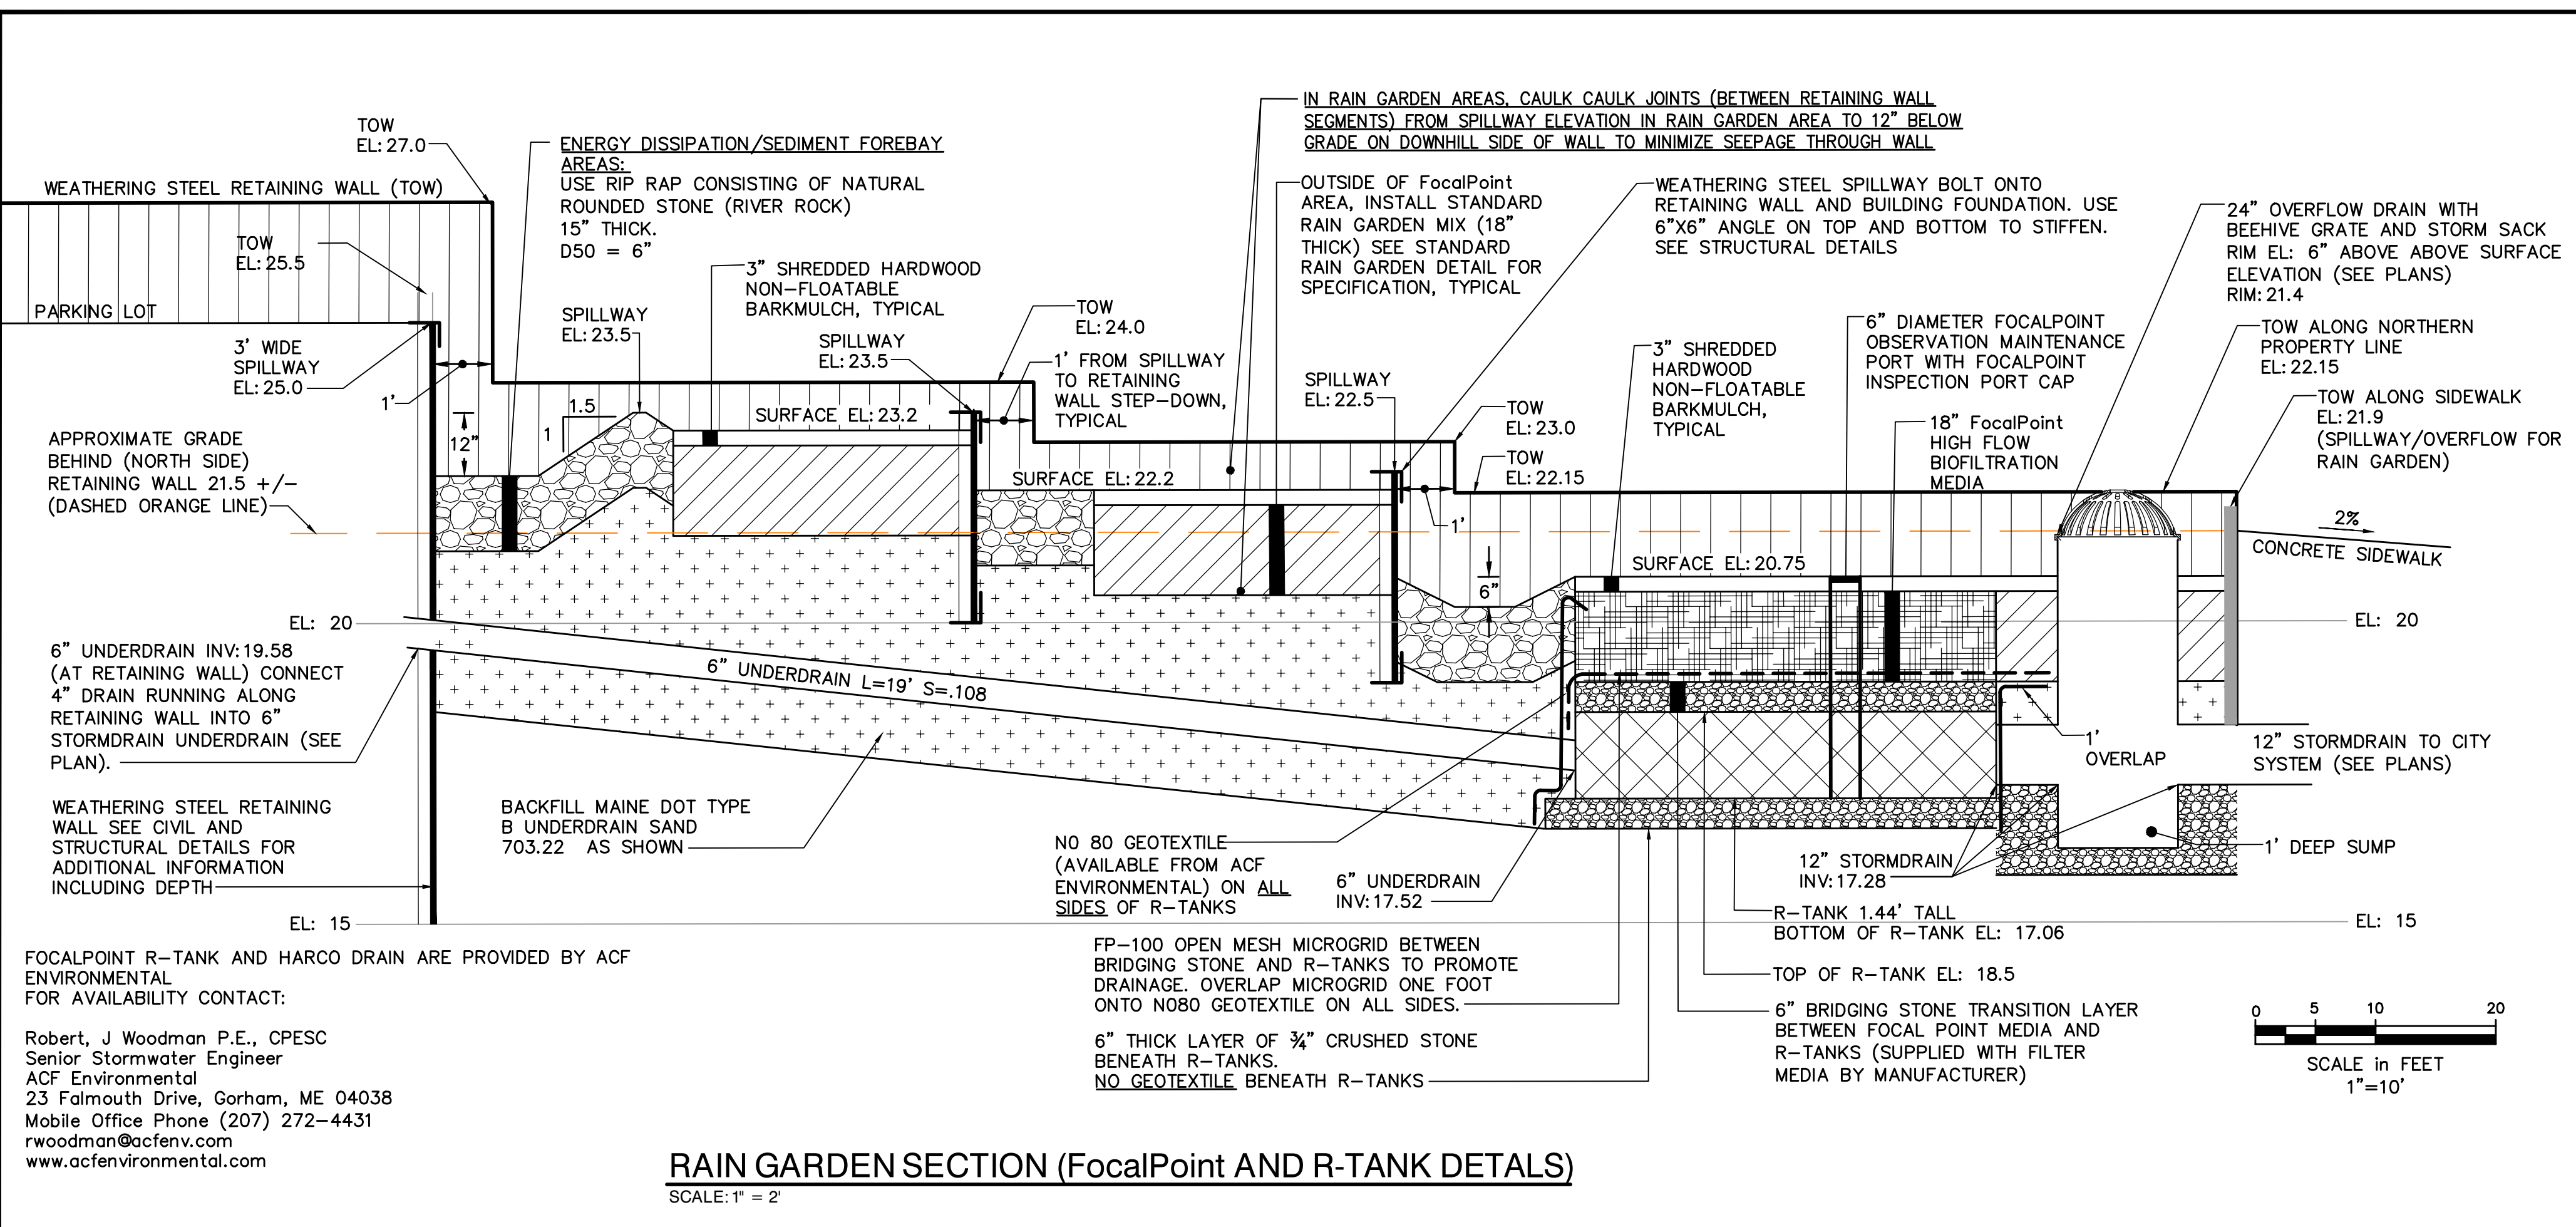 TOW
EL: 27.0
WEATHERING STEEL RETAINING WALL (TOW)
TOW
EL: 25.5
PARKING LOT
3' WIDE
SPILLWAY
EL: 25.0
1'
APPROXIMATE GRADE
BEHIND (NORTH SIDE)
RETAINING WALL 21.5 +/-
(DASHED ORANGE LINE)
EL: 20
6" UNDERDRAIN INV: 19.58
(AT RETAINING WALL) CONNECT
4" DRAIN RUNNING ALONG
RETAINING WALL INTO 6"
STORMDRAIN UNDERDRAIN (SEE
PLAN).
WEATHERING STEEL RETAINING
WALL SEE CIVIL AND
STRUCTURAL DETAILS FOR
ADDITIONAL INFORMATION
INCLUDING DEPTH
EL: 15
FOCALPOINT R-TANK AND HARCO DRAIN ARE PROVIDED BY ACF
ENVIRONMENTAL
FOR AVAILABILITY CONTACT:
Robert, J Woodman P.E., CPESC
Senior Stormwater Engineer
ACF Environmental
23 Falmouth Drive, Gorham, ME 04038
Mobile Office Phone (207) 272-4431
rwoodman@acfenv.com
www.acfenvironmental.com
ENERGY DISSIPATION/SEDIMENT FOREBAY
AREAS:
USE RIP RAP CONSISTING OF NATURAL
ROUNDED STONE (RIVER ROCK)
15" THICK.
D50 = 6"
3" SHREDDED HARDWOOD
NON-FLOATABLE
BARKMULCH, TYPICAL
SPILLWAY
EL: 23.5
SPILLWAY
EL: 23.5
1.5
1
12"
SURFACE EL: 23.2
TOW
EL: 24.0
1' FROM SPILLWAY
TO RETAINING
WALL STEP-DOWN,
TYPICAL
SURFACE EL: 22.2
6" UNDERDRAIN L=19' S=.108
BACKFILL MAINE DOT TYPE
B UNDERDRAIN SAND
703.22 AS SHOWN
IN RAIN GARDEN AREAS, CAULK CAULK JOINTS (BETWEEN RETAINING WALL
SEGMENTS) FROM SPILLWAY ELEVATION IN RAIN GARDEN AREA TO 12" BELOW
GRADE ON DOWNHILL SIDE OF WALL TO MINIMIZE SEEPAGE THROUGH WALL
OUTSIDE OF FocalPoint
AREA, INSTALL STANDARD
RAIN GARDEN MIX (18"
THICK) SEE STANDARD
RAIN GARDEN DETAIL FOR
SPECIFICATION, TYPICAL
SPILLWAY
EL: 22.5
WEATHERING STEEL SPILLWAY BOLT ONTO
RETAINING WALL AND BUILDING FOUNDATION. USE
6"X6" ANGLE ON TOP AND BOTTOM TO STIFFEN.
SEE STRUCTURAL DETAILS
TOW
EL: 23.0
TOW
EL: 22.15
1'
6"
3" SHREDDED
HARDWOOD
NON-FLOATABLE
BARKMULCH,
TYPICAL
6" DIAMETER FOCALPOINT
OBSERVATION MAINTENANCE
PORT WITH FOCALPOINT
INSPECTION PORT CAP
18" FocalPoint
HIGH FLOW
BIOFILTRATION
MEDIA
SURFACE EL: 20.75
24" OVERFLOW DRAIN WITH
BEEHIVE GRATE AND STORM SACK
RIM EL: 6" ABOVE ABOVE SURFACE
ELEVATION (SEE PLANS)
RIM: 21.4
TOW ALONG NORTHERN
PROPERTY LINE
EL: 22.15
TOW ALONG SIDEWALK
EL: 21.9
(SPILLWAY/OVERFLOW FOR
RAIN GARDEN)
2%
CONCRETE SIDEWALK
EL: 20
1'
OVERLAP
12" STORMDRAIN TO CITY
SYSTEM (SEE PLANS)
1' DEEP SUMP
EL: 15
NO 80 GEOTEXTILE
(AVAILABLE FROM ACF
ENVIRONMENTAL) ON ALL
SIDES OF R-TANKS
6" UNDERDRAIN
INV: 17.52
12" STORMDRAIN
INV: 17.28
R-TANK 1.44' TALL
BOTTOM OF R-TANK EL: 17.06
TOP OF R-TANK EL: 18.5
FP-100 OPEN MESH MICROGRID BETWEEN
BRIDGING STONE AND R-TANKS TO PROMOTE
DRAINAGE. OVERLAP MICROGRID ONE FOOT
ONTO N080 GEOTEXTILE ON ALL SIDES.
6" THICK LAYER OF ¾" CRUSHED STONE
BENEATH R-TANKS.
NO GEOTEXTILE BENEATH R-TANKS
6" BRIDGING STONE TRANSITION LAYER
BETWEEN FOCAL POINT MEDIA AND
R-TANKS (SUPPLIED WITH FILTER
MEDIA BY MANUFACTURER)
0 5 10 20
SCALE in FEET
1"=10'
RAIN GARDEN SECTION (FocalPoint AND R-TANK DETALS)
SCALE: 1" = 2'